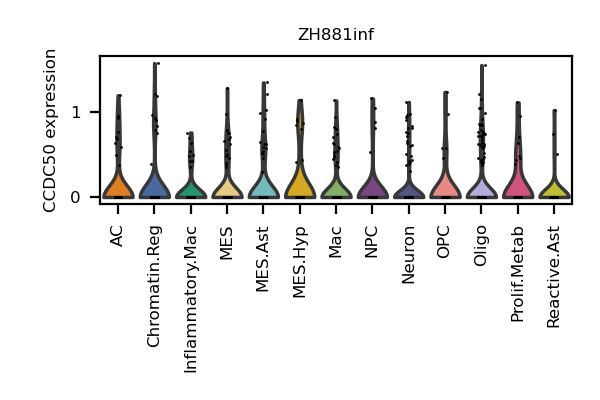 ZH881inf
CCDC50 expression
1
0
AC
Chromatin.Reg
Inflammatory.Mac
MES
MES.Ast
MES.Hyp
Mac
NPC
Neuron
OPC
Oligo
Prolif.Metab
Reactive.Ast